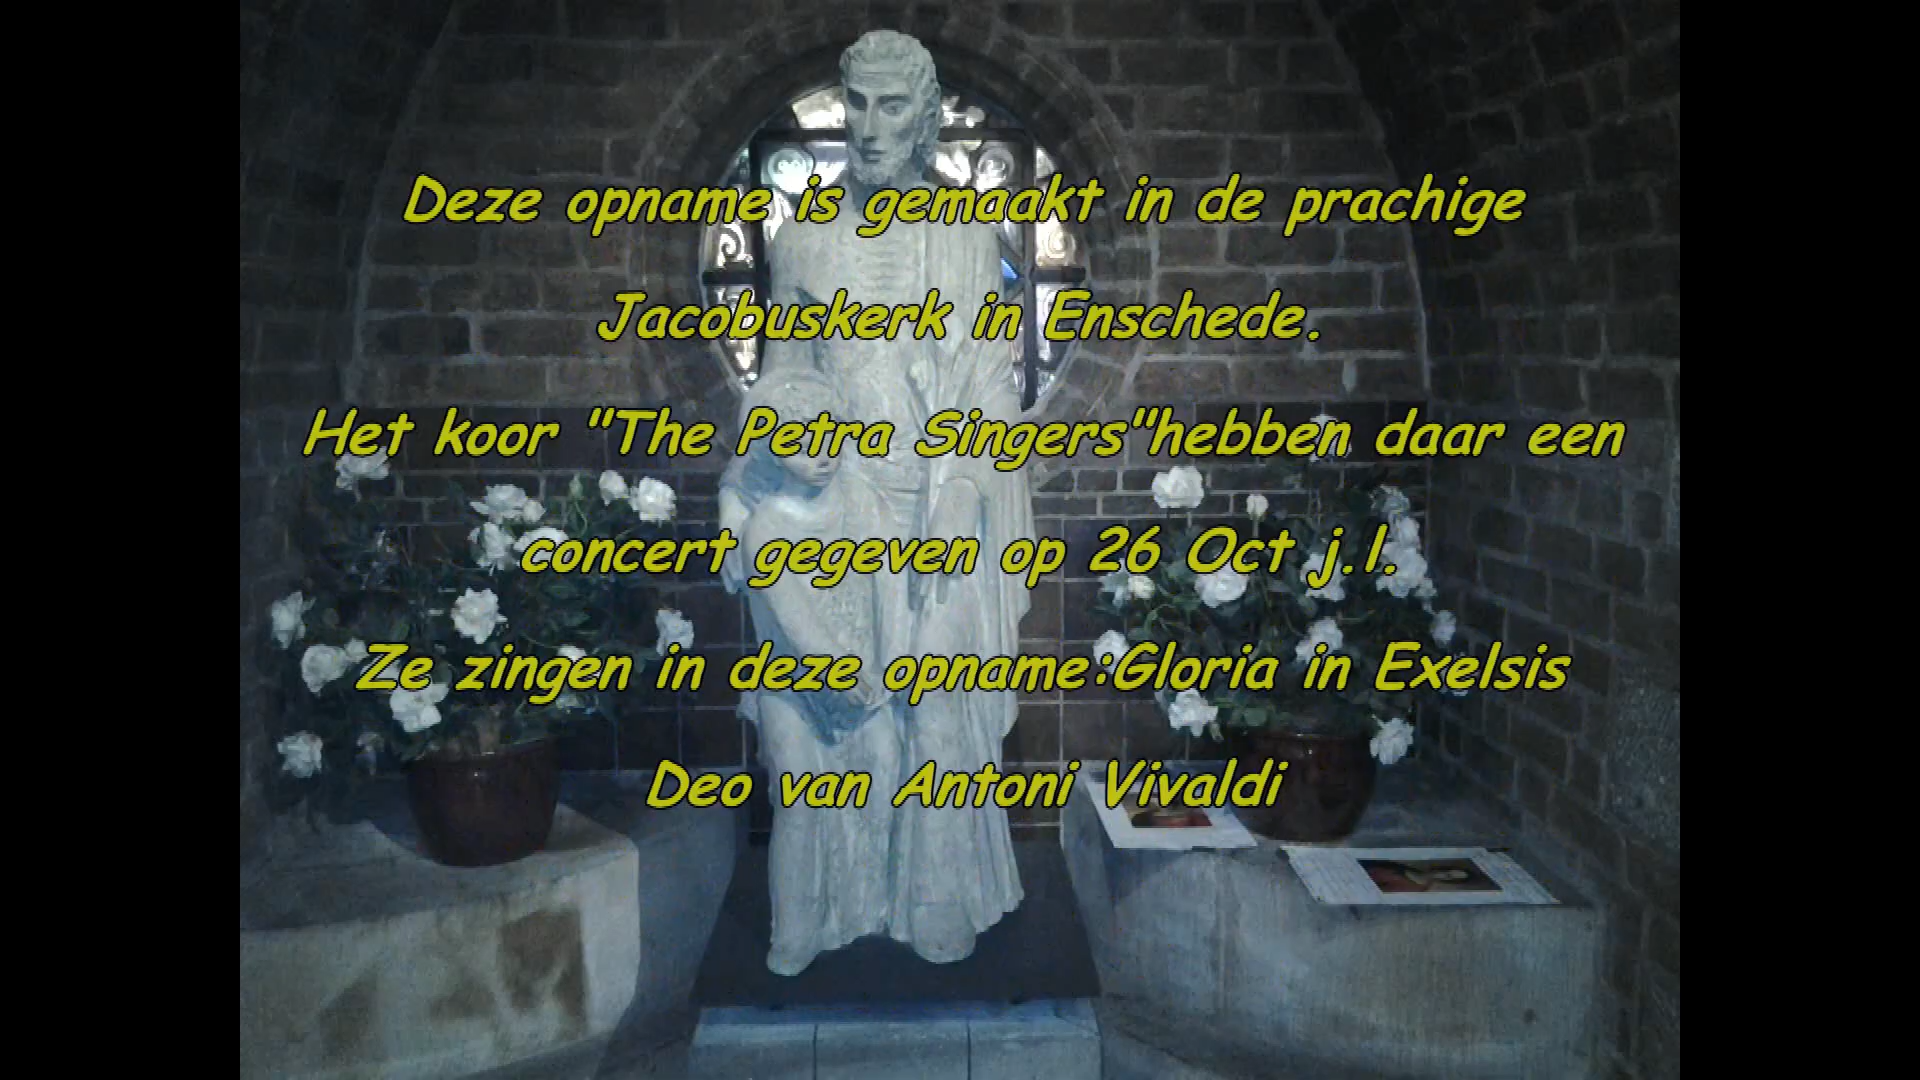 Deze opname is gemaakt in de prachige
Jacobuskerk in Enschede.
Het koor "The Petra Singers"hebben daar een
concert gegeven op 26 Oct j.l.
Ze zingen in deze opname:Gloria in Exelsis
Deo van Antoni Vivaldi